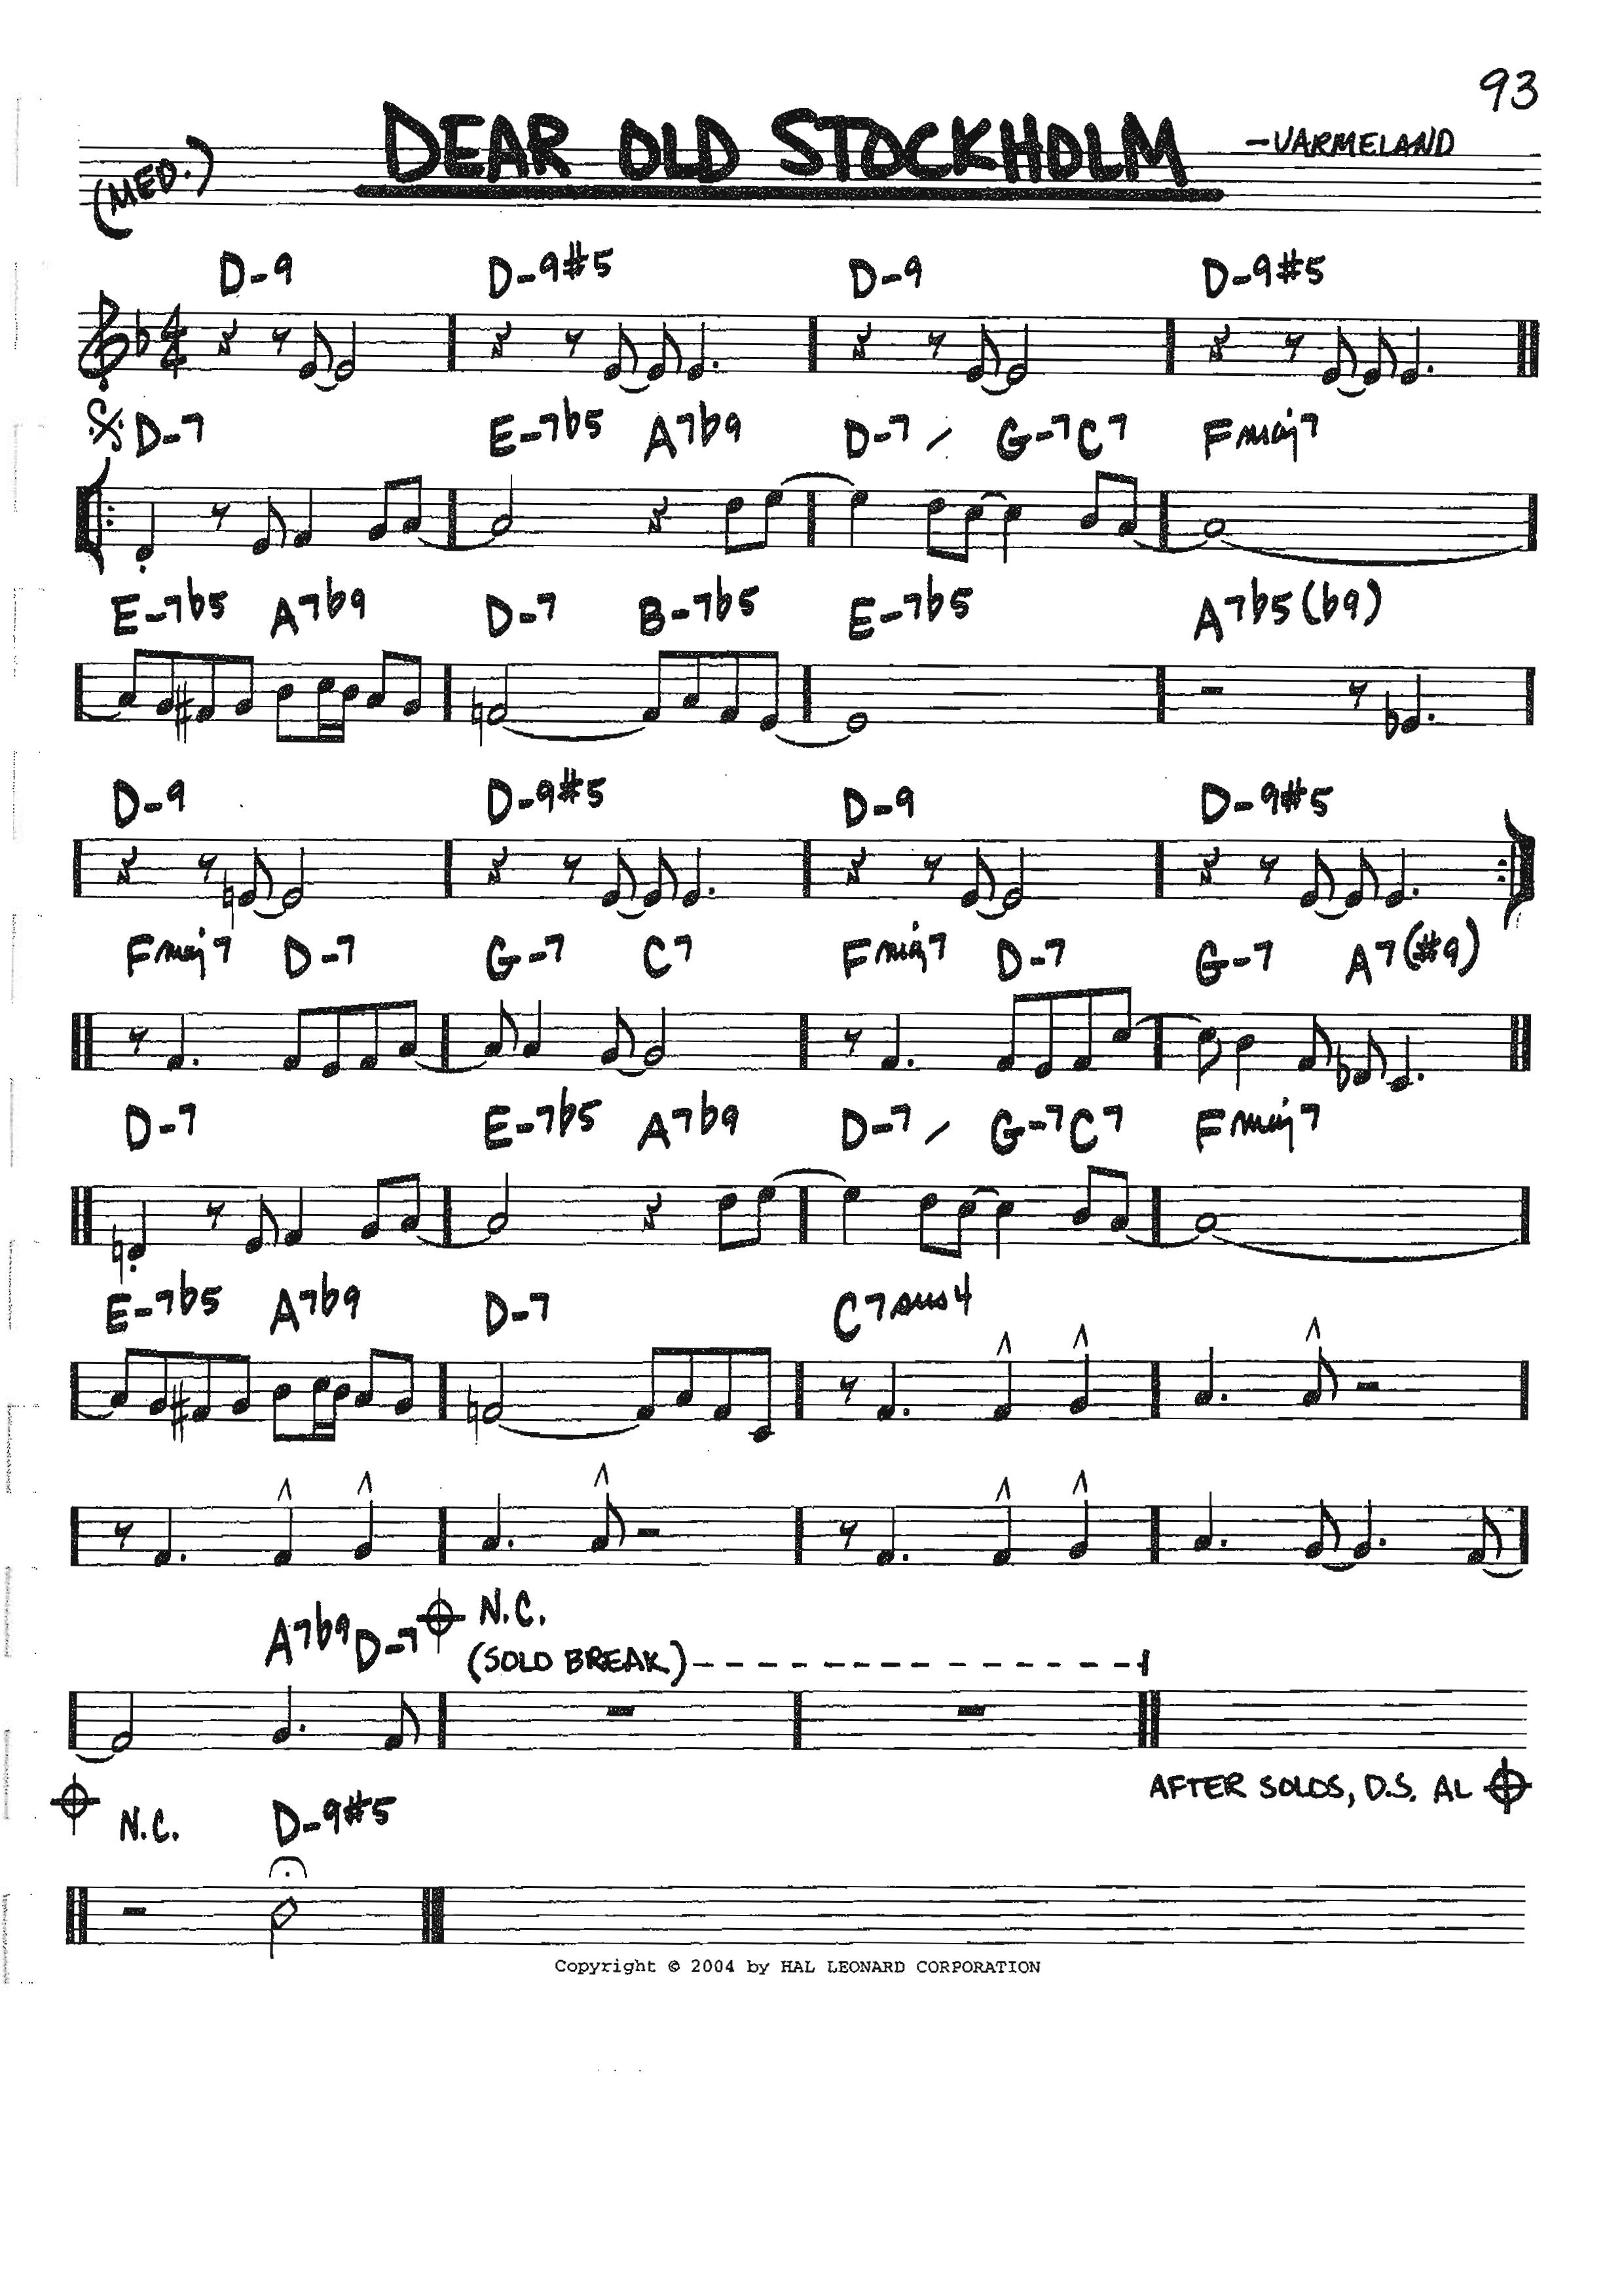 93
DEAR OLD STOCKHOLM -VARMELAND
(MED.)
D-9 D-9#5 D-9 D-9#5
4 4
D-7 E-7b5 A7b9 D-7 / G-7 C7 Fmaj7
E-7b5 A7b9 D-7 B-7b5 E-7b5 A7b5(b9)
D-9 D-9#5 D-9 D-9#5
Fmaj7 D-7 G-7 C7 Fmaj7 D-7 G-7 A7(#9)
D-7 E-7b5 A7b9 D-7 / G-7 C7 Fmaj7
E-7b5 A7b9 D-7 C7sus4
A7b9 D-7 N.C.
(SOLO BREAK)
AFTER SOLOS, D.S. AL
N.C. D-9#5
Copyright © 2004 by HAL LEONARD CORPORATION